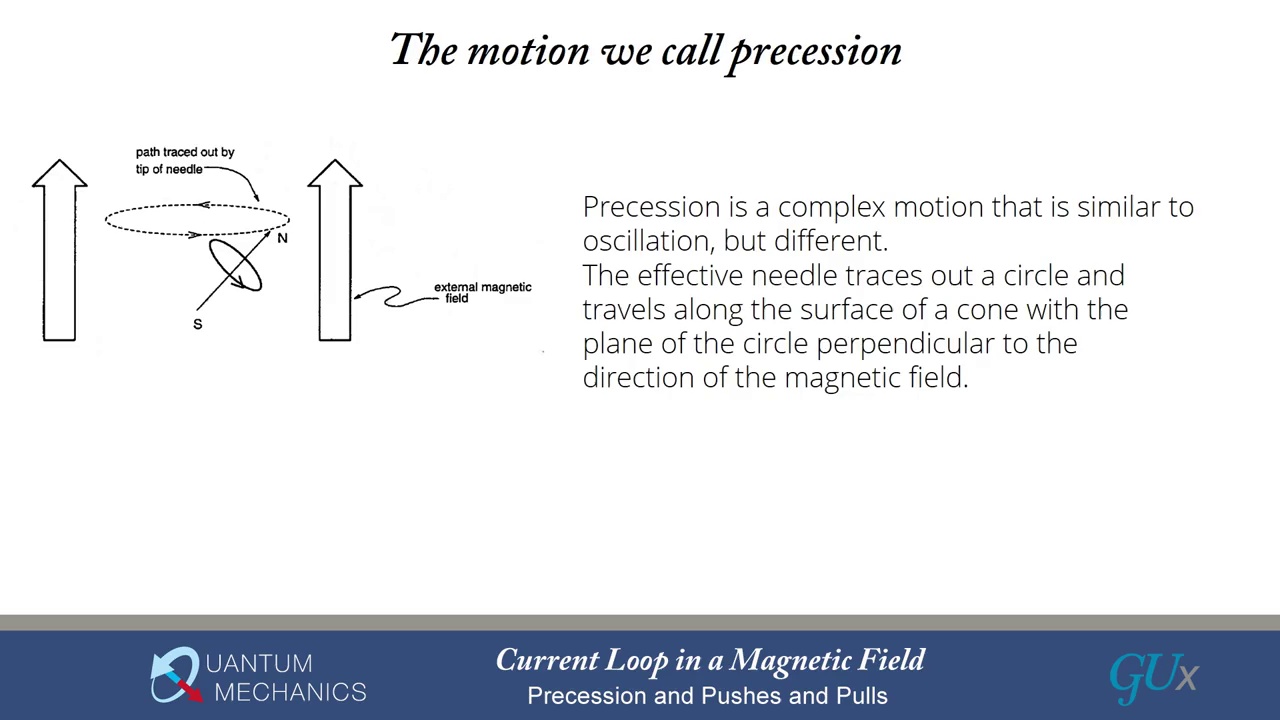 The motion we call precession
path traced out by
tip of needle
N
S
external magnetic
field
Precession is a complex motion that is similar to
oscillation, but different.
The effective needle traces out a circle and
travels along the surface of a cone with the
plane of the circle perpendicular to the
direction of the magnetic field.
QUANTUM
MECHANICS
Current Loop in a Magnetic Field
Precession and Pushes and Pulls
GUx